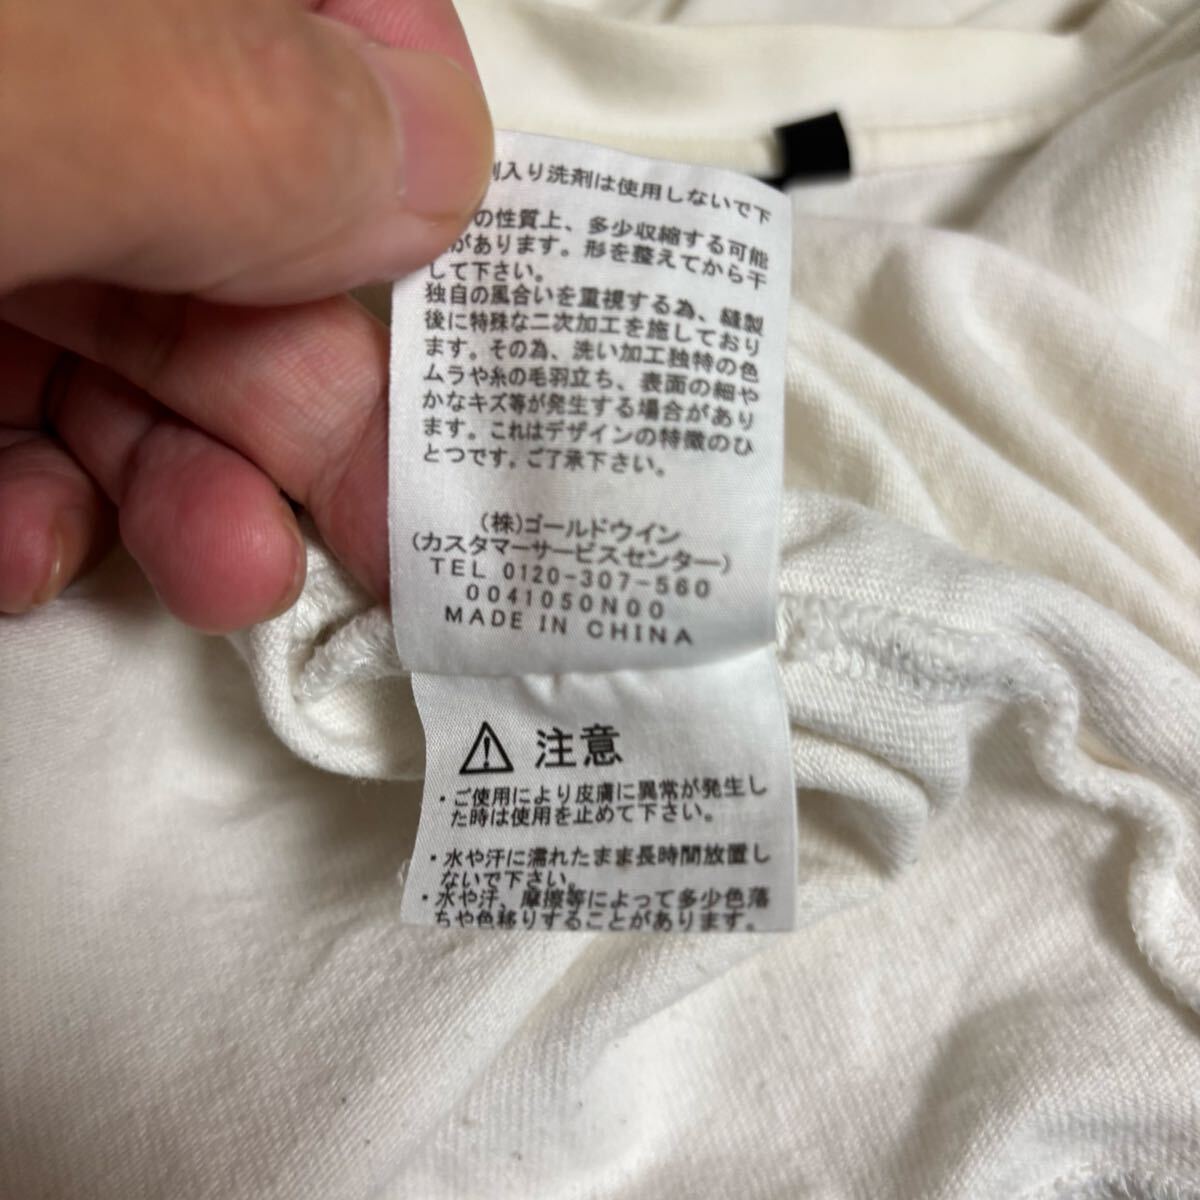 入り洗剤は使用しないで下
の性質上、多少収縮する可能
があります。形を整えてから干
して下さい。
独自の風合いを重視する為、縫製
後に特殊な二次加工を施しており
ます。その為、洗い加工独特の色
ムラや糸の毛羽立ち、表面の細や
かなキズ等が発生する場合があり
ます。これはデザインの特徴のひ
とつです。ご了承下さい。
(株)ゴールドウイン
(カスタマーサービスセンター)
TEL 0120-307-560
0041050N00
MADE IN CHINA
注意
・ご使用により皮膚に異常が発生し
た時は使用を止めて下さい。
・水や汗に濡れたまま長時間放置し
ないで下さい。
・水や汗、摩擦等によって多少色落
ちや色移りすることがあります。